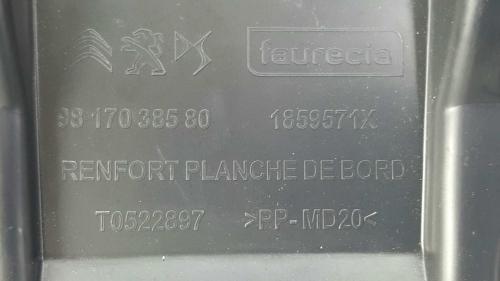 faurecia
98 170 385 80 1859571X
RENFORT PLANCHE DE BORD
T0522897 >PP-MD20<